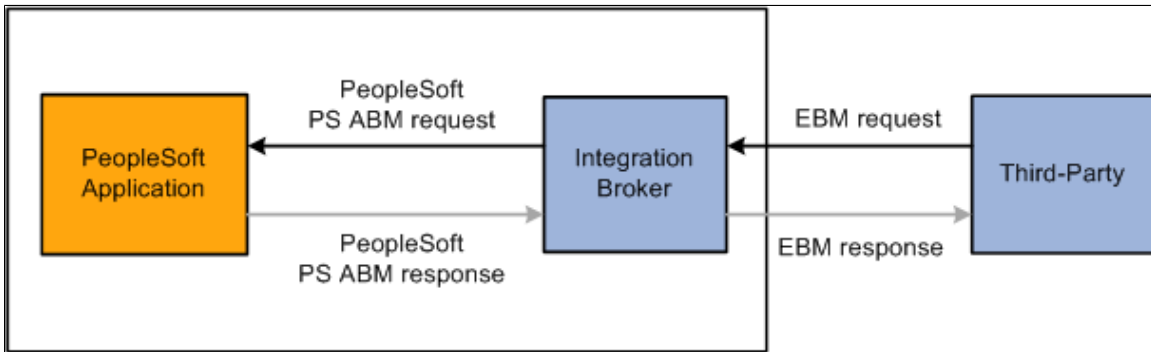 PeopleSoft
PS ABM request
EBM request
PeopleSoft
Application
Integration
Broker
Third-Party
PeopleSoft
PS ABM response
EBM response